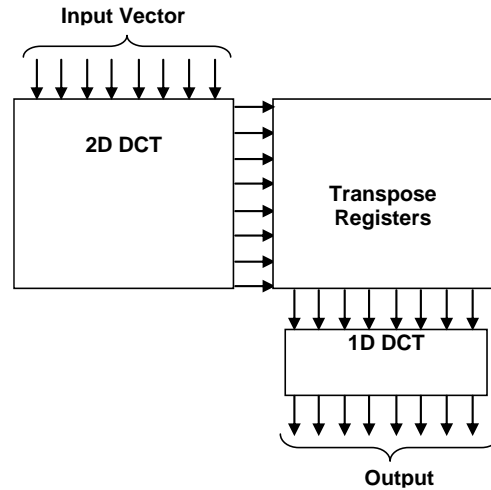 Input Vector
2D DCT
Transpose
Registers
1D DCT
Output